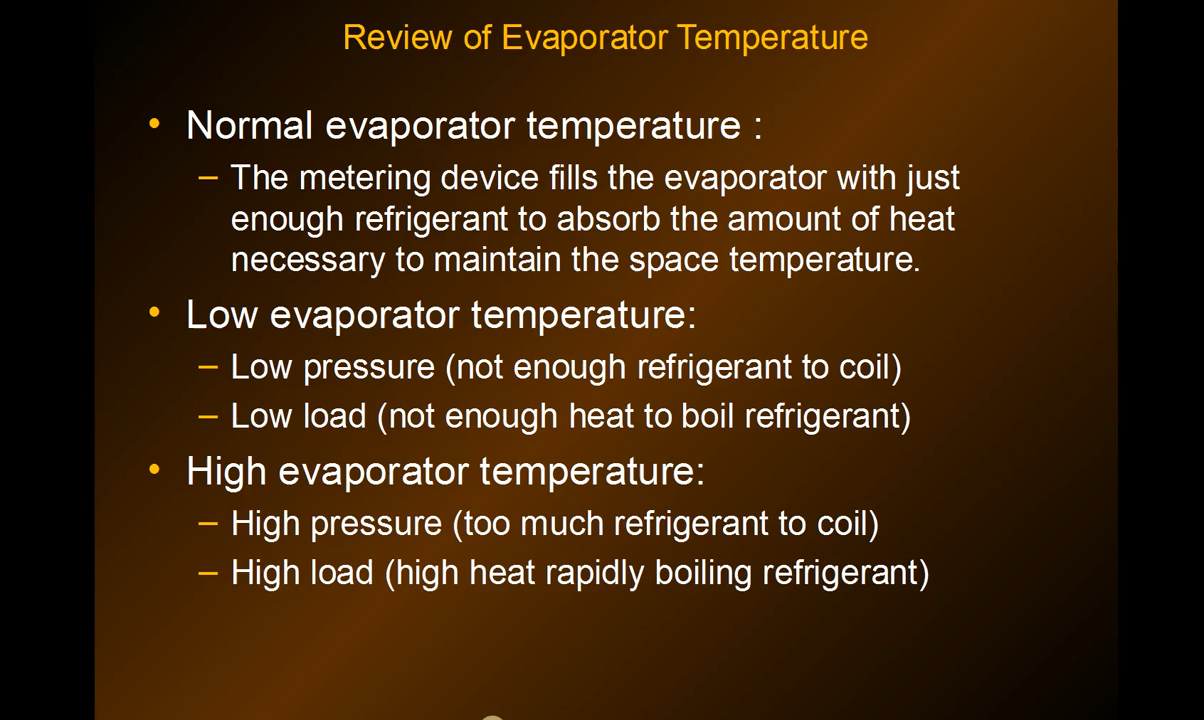 Review of Evaporator Temperature
• Normal evaporator temperature :
– The metering device fills the evaporator with just
enough refrigerant to absorb the amount of heat
necessary to maintain the space temperature.
• Low evaporator temperature:
– Low pressure (not enough refrigerant to coil)
– Low load (not enough heat to boil refrigerant)
• High evaporator temperature:
– High pressure (too much refrigerant to coil)
– High load (high heat rapidly boiling refrigerant)